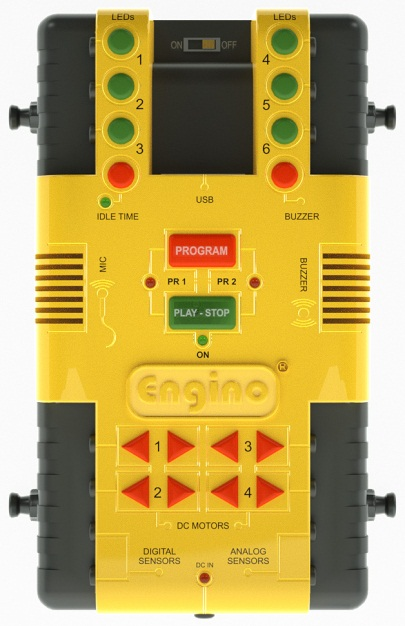 LEDs LEDs
ON OFF
1 4
2 5
3 6
IDLE TIME USB BUZZER
PROGRAM
MIC BUZZER
PR 1 PR 2
PLAY - STOP
ON
Engino ®
1 3
2 4
DC MOTORS
DIGITAL SENSORS
DC IN
ANALOG SENSORS